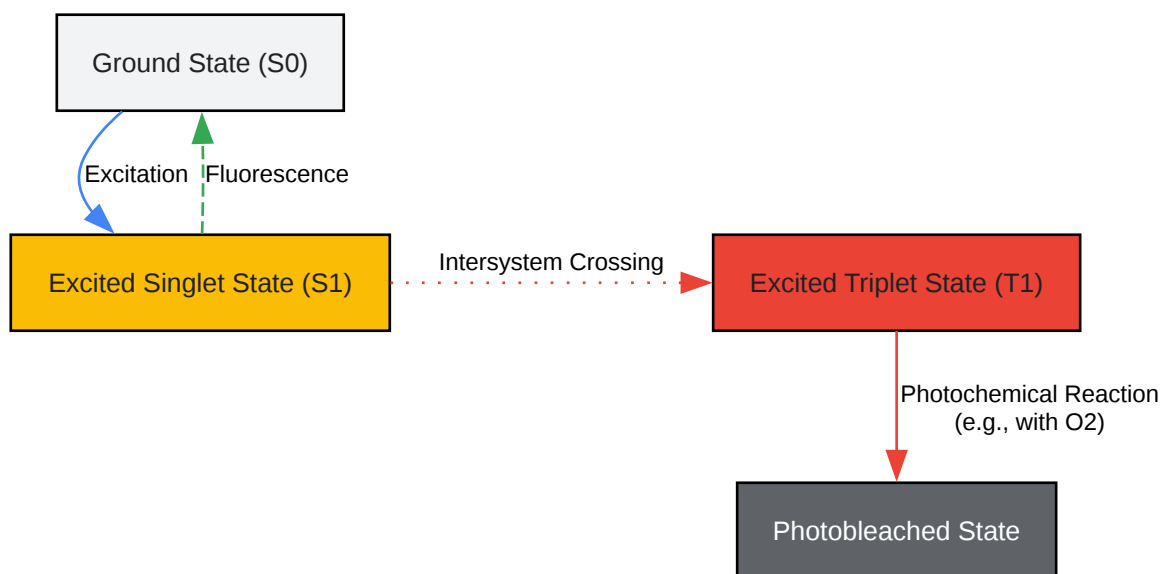 Ground State (S0)
Excitation
Fluorescence
Excited Singlet State (S1)
Intersystem Crossing
Excited Triplet State (T1)
Photochemical Reaction
(e.g., with O2)
Photobleached State